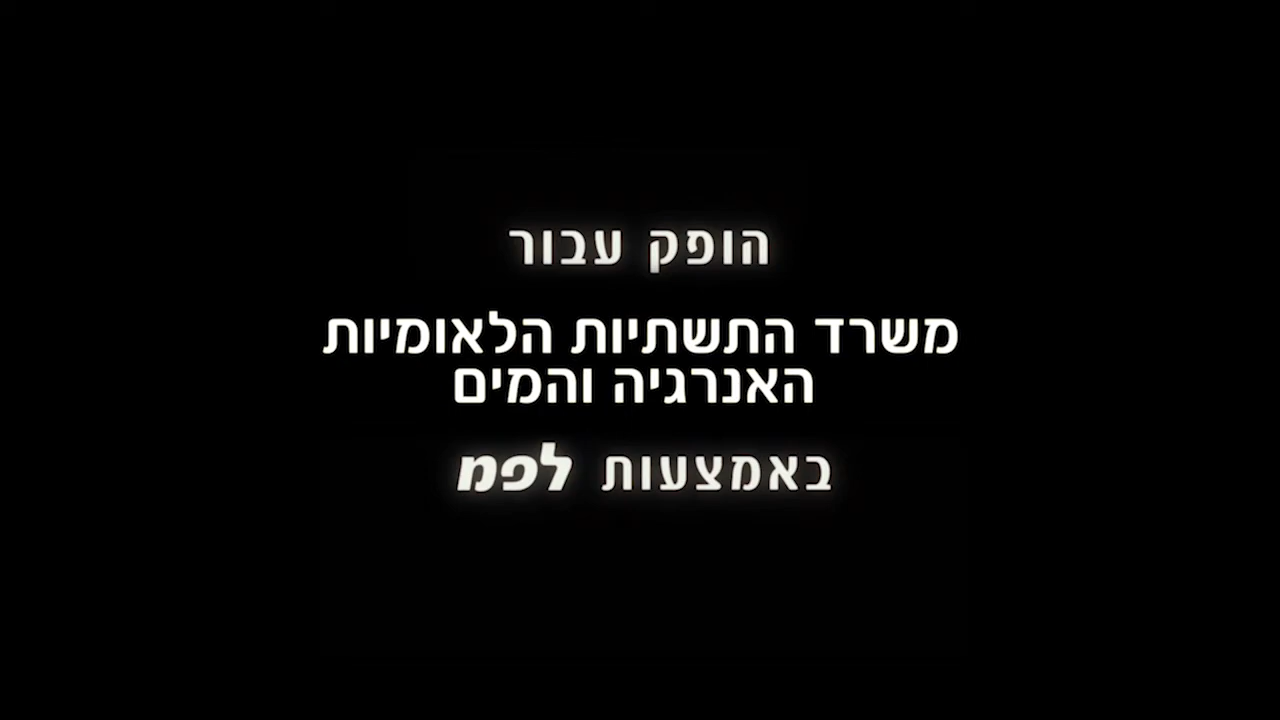 הופק עבור
משרד התשתיות הלאומיות
האנרגיה והמים
באמצעות לפמ